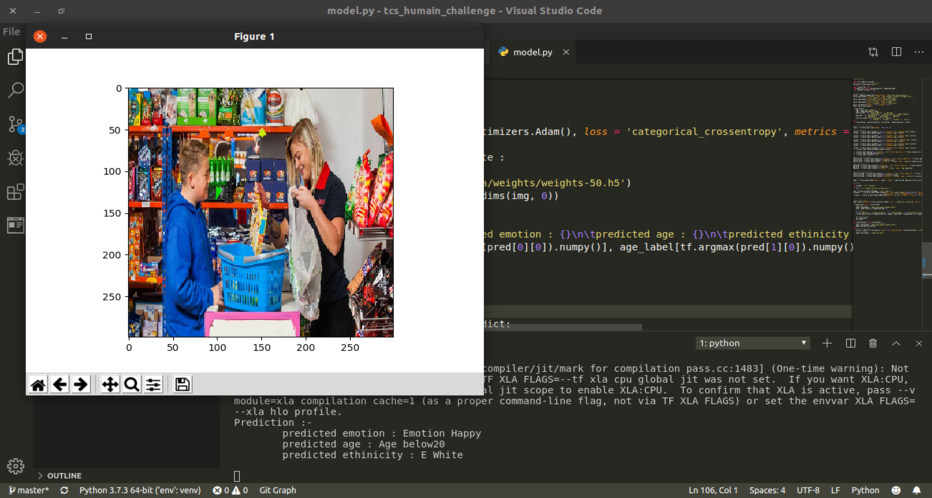 model.py - tcs_humain_challenge - Visual Studio Code
File
Figure 1
model.py
0
50
100
150
200
250
0 50 100 150 200 250
timizers.Adam(), loss = 'categorical_crossentropy', metrics =
te :
a/weights/weights-50.h5')
dims(img, 0))
ed emotion : {}\n\tpredicted age : {}\n\tpredicted ethinicity
(pred[0][0]).numpy()], age_label[tf.argmax(pred[1][0]).numpy()
dict:
1: python
compiler/jit/mark for compilation pass.cc:1483] (One-time warning): Not
TF XLA FLAGS=--tf xla cpu global jit was not set.  If you want XLA:CPU,
al jit scope to enable XLA:CPU.  To confirm that XLA is active, pass --v
module=xla compilation cache=1 (as a proper command-line flag, not via TF XLA FLAGS) or set the envvar XLA FLAGS=
--xla hlo profile.
Prediction :-
predicted emotion : Emotion Happy
predicted age : Age below20
predicted ethinicity : E White
OUTLINE
master* Python 3.7.3 64-bit ('env': venv) 0 0 Git Graph Ln 106, Col 1 Spaces: 4 UTF-8 LF Python